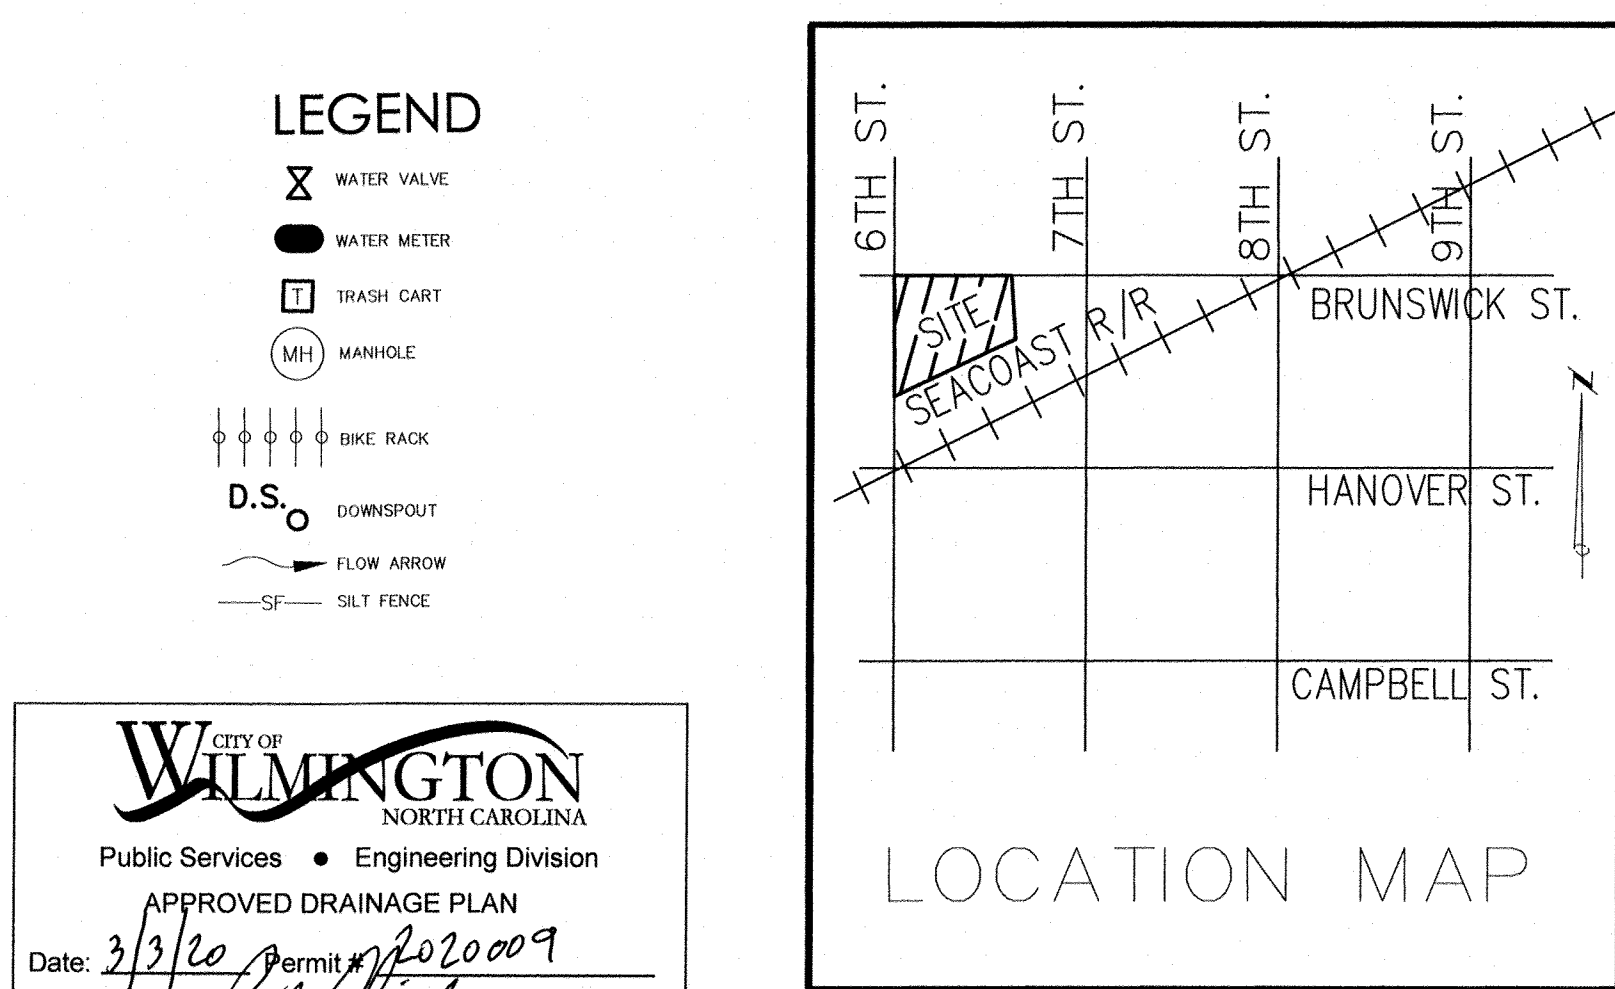 LEGEND
WATER VALVE
WATER METER
T TRASH CART
MH MANHOLE
BIKE RACK
D.S. DOWNSPOUT
FLOW ARROW
SF SILT FENCE
CITY OF
WILMINGTON
NORTH CAROLINA
Public Services • Engineering Division
APPROVED DRAINAGE PLAN
Date: 3/3/20 Permit # 2020009
6TH ST.
7TH ST.
8TH ST.
9TH ST.
BRUNSWICK ST.
SITE
SEACOAST R/R
N
HANOVER ST.
CAMPBELL ST.
LOCATION MAP